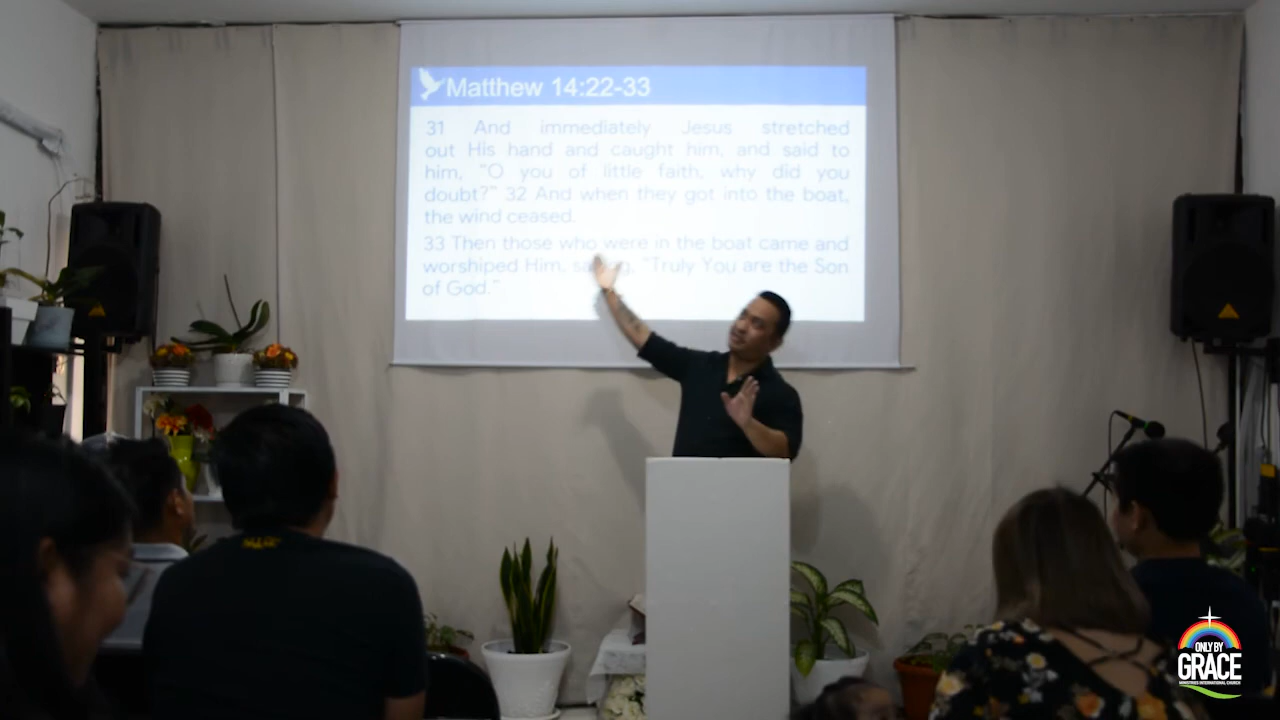 Matthew 14:22-33
31 And immediately Jesus stretched
out His hand and caught him, and said to
him, "O you of little faith, why did you
doubt?" 32 And when they got into the boat,
the wind ceased.
33 Then those who were in the boat came and
worshiped Him, "Truly You are the Son
of God."
ONLY BY
GRACE
MINISTRIES INTERNATIONAL CHURCH